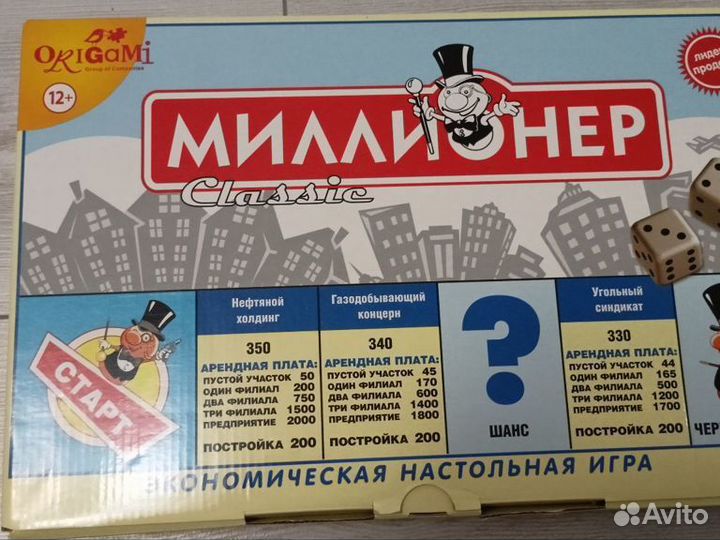 ORIGAMI
Group of Companies
12+
МИЛЛИОНЕР
Classic
СТАРТ
Нефтяной
холдинг
350
АРЕНДНАЯ ПЛАТА:
ПУСТОЙ УЧАСТОК 50
ОДИН ФИЛИАЛ 200
ДВА ФИЛИАЛА 750
ТРИ ФИЛИАЛА 1500
ПРЕДПРИЯТИЕ 2000
ПОСТРОЙКА 200
Газодобывающий
концерн
340
АРЕНДНАЯ ПЛАТА:
ПУСТОЙ УЧАСТОК 45
ОДИН ФИЛИАЛ 170
ДВА ФИЛИАЛА 600
ТРИ ФИЛИАЛА 1400
ПРЕДПРИЯТИЕ 1800
ПОСТРОЙКА 200
?
ШАНС
Угольный
синдикат
330
АРЕНДНАЯ ПЛАТА:
ПУСТОЙ УЧАСТОК 44
ОДИН ФИЛИАЛ 165
ДВА ФИЛИАЛА 500
ТРИ ФИЛИАЛА 1200
ПРЕДПРИЯТИЕ 1700
ПОСТРОЙКА 200
ЭКОНОМИЧЕСКАЯ НАСТОЛЬНАЯ ИГРА
Avito